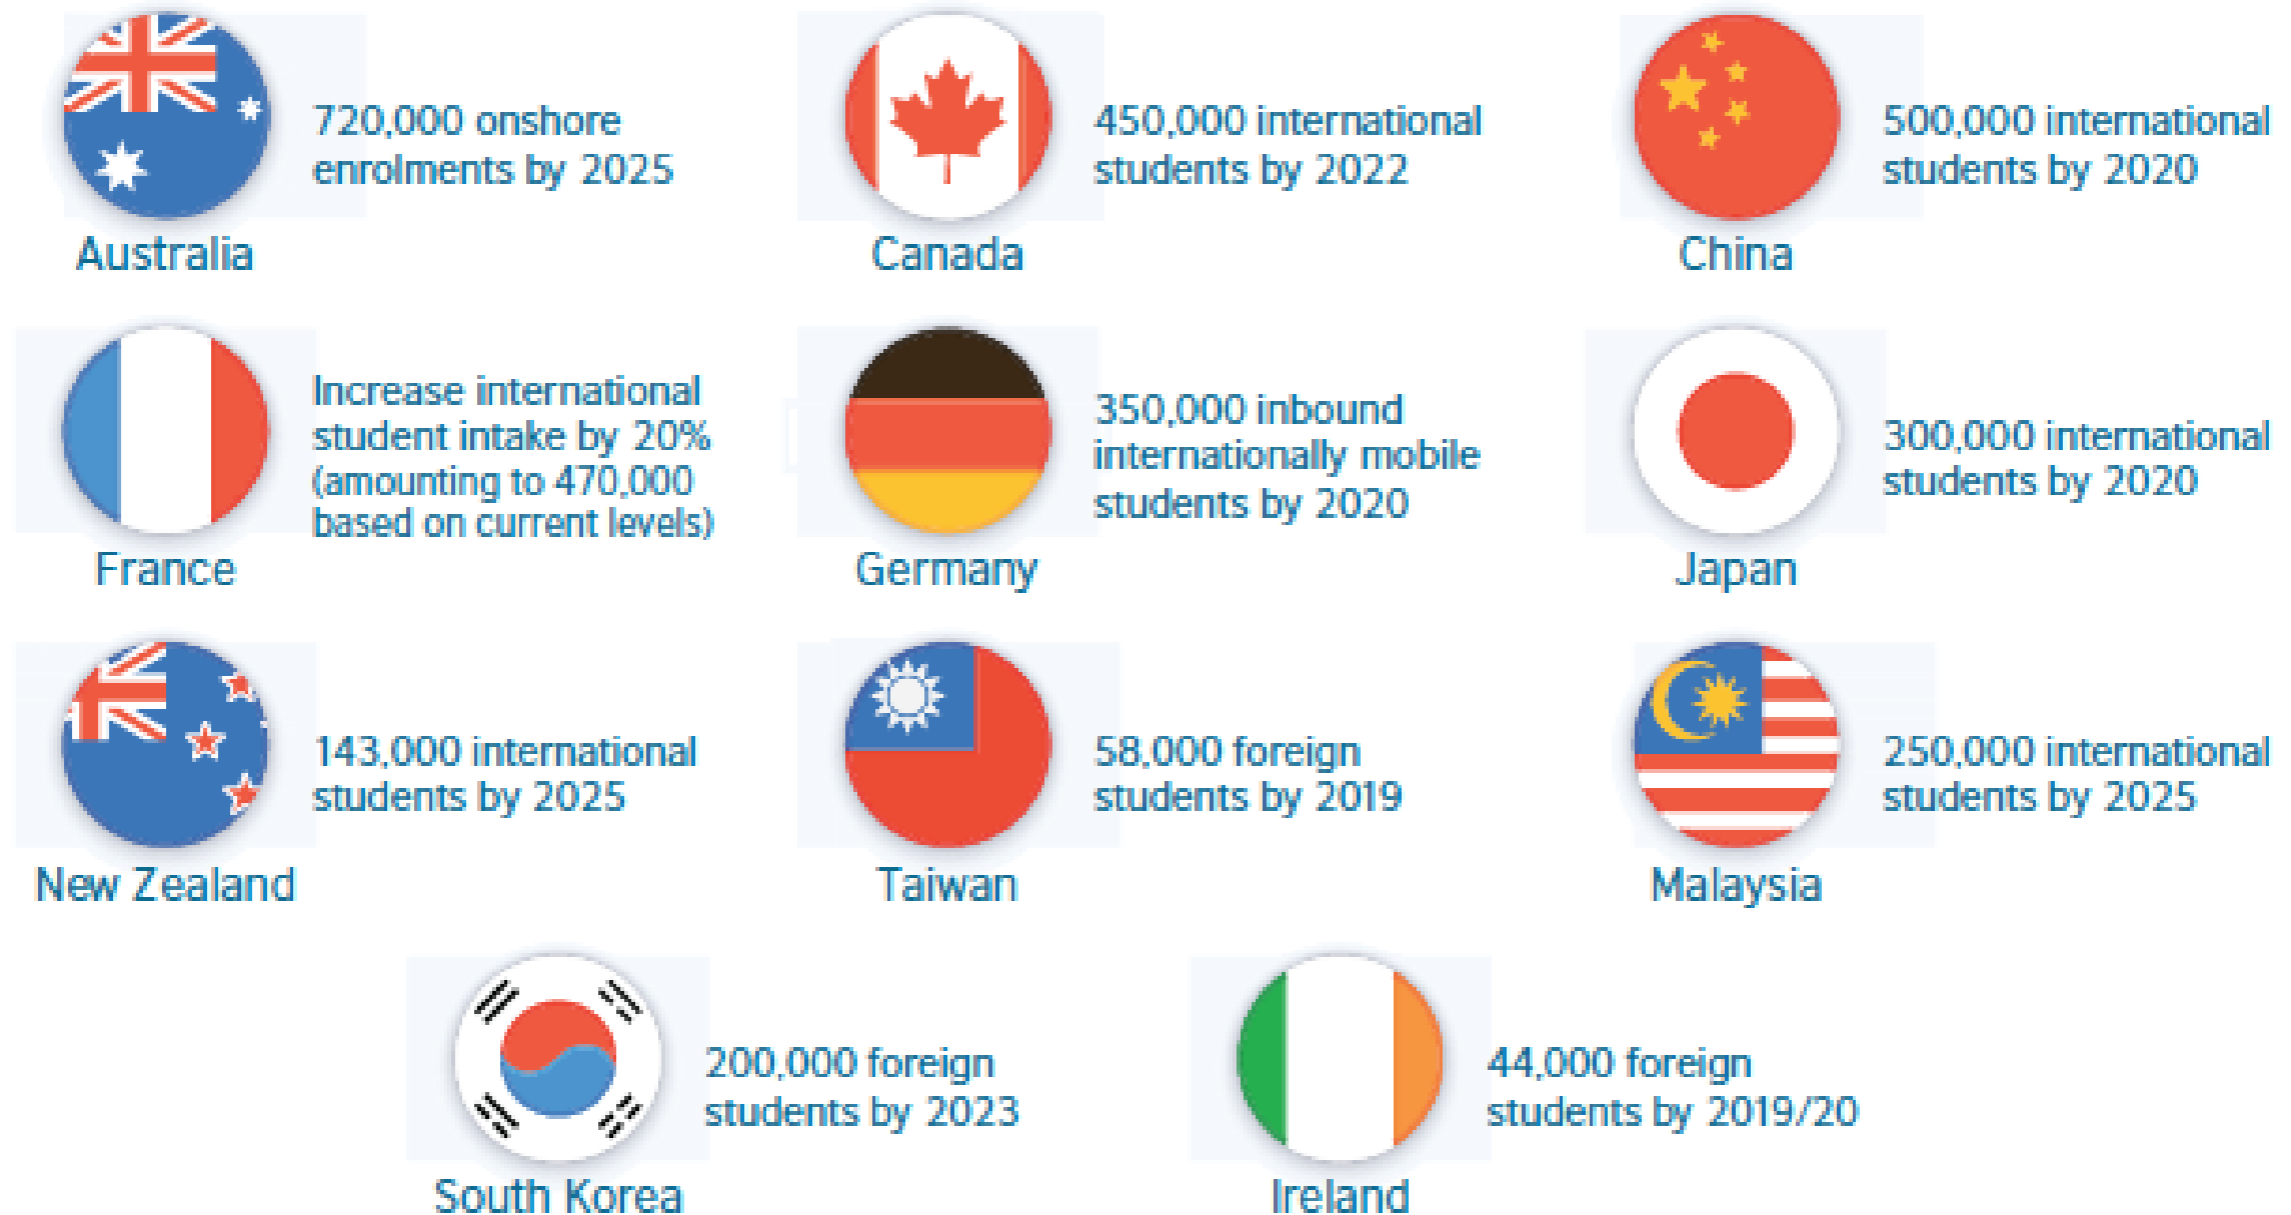 720,000 onshore
enrolments by 2025
Australia
450,000 international
students by 2022
Canada
500,000 international
students by 2020
China
Increase international
student intake by 20%
(amounting to 470,000
based on current levels)
France
350,000 inbound
internationally mobile
students by 2020
Germany
300,000 international
students by 2020
Japan
143,000 international
students by 2025
New Zealand
58,000 foreign
students by 2019
Taiwan
250,000 international
students by 2025
Malaysia
200,000 foreign
students by 2023
South Korea
44,000 foreign
students by 2019/20
Ireland